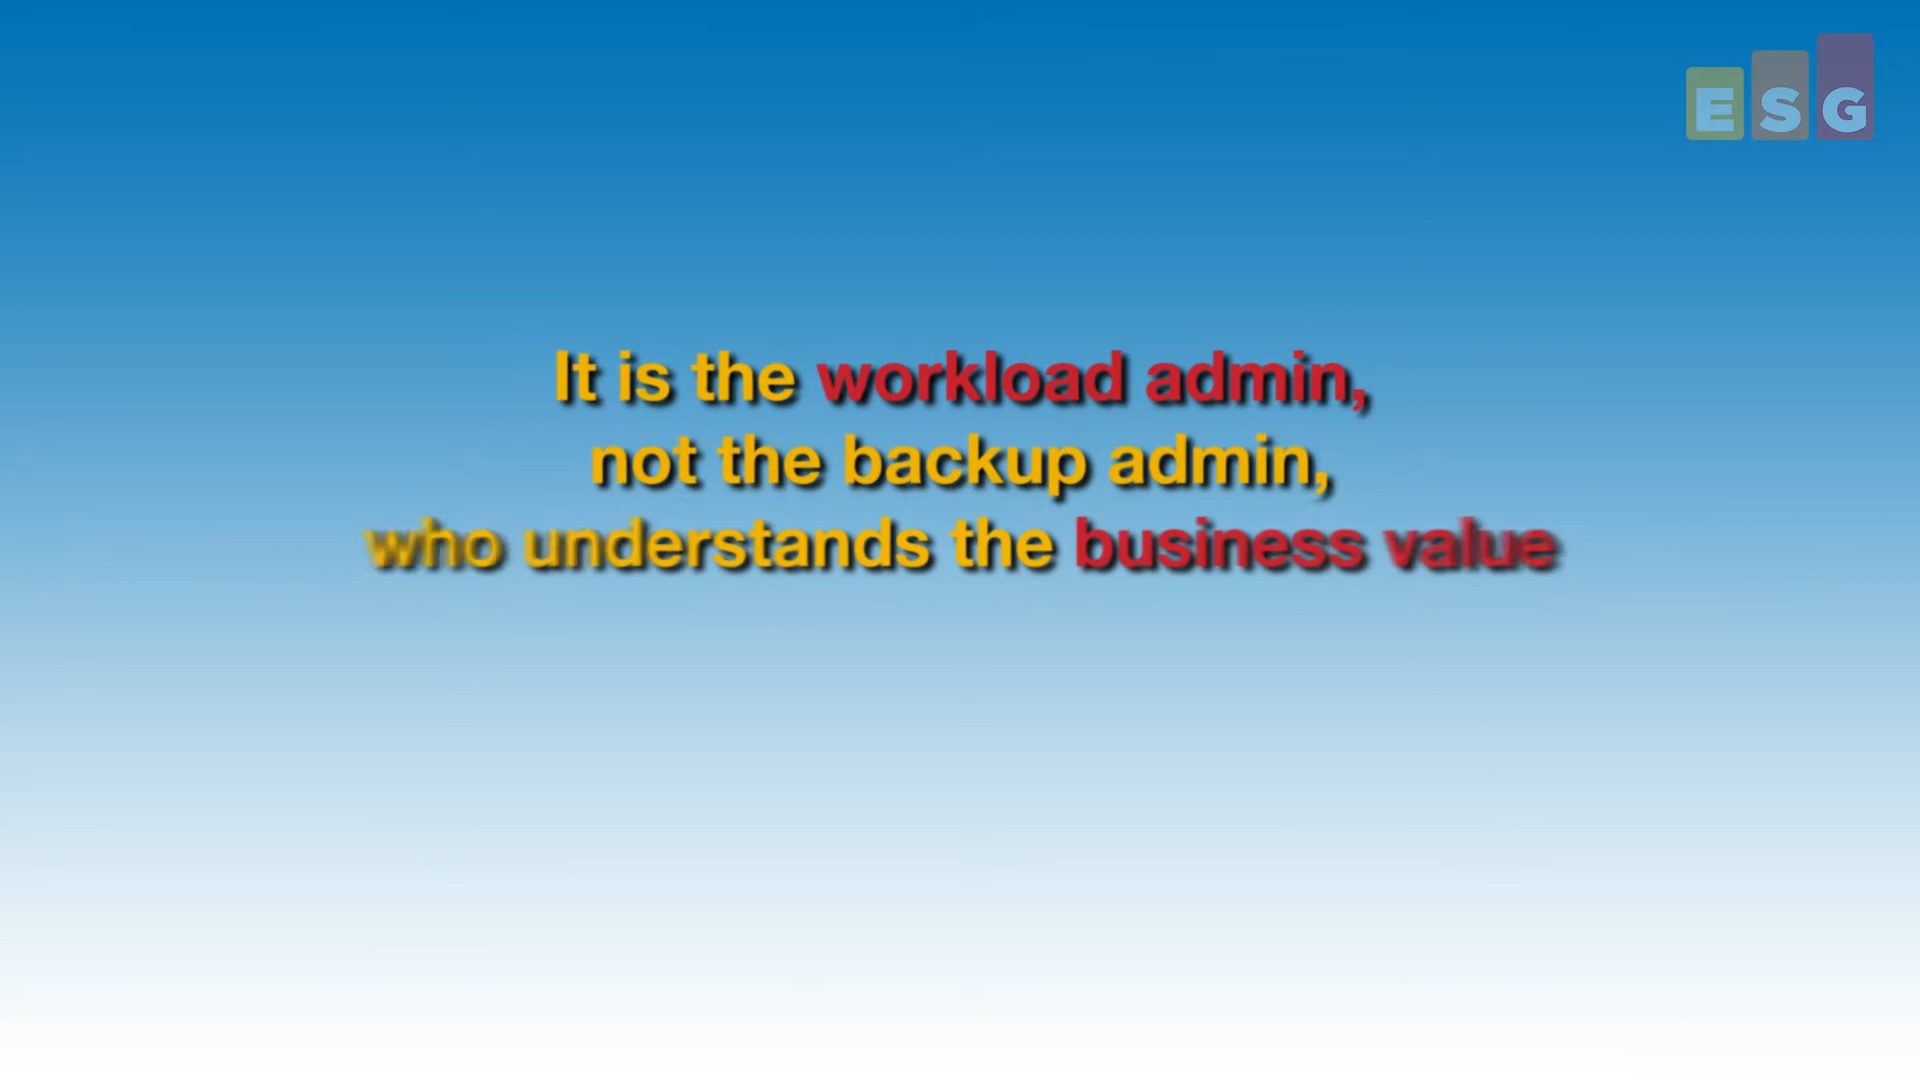 ESG
It is the workload admin,
not the backup admin,
who understands the business value